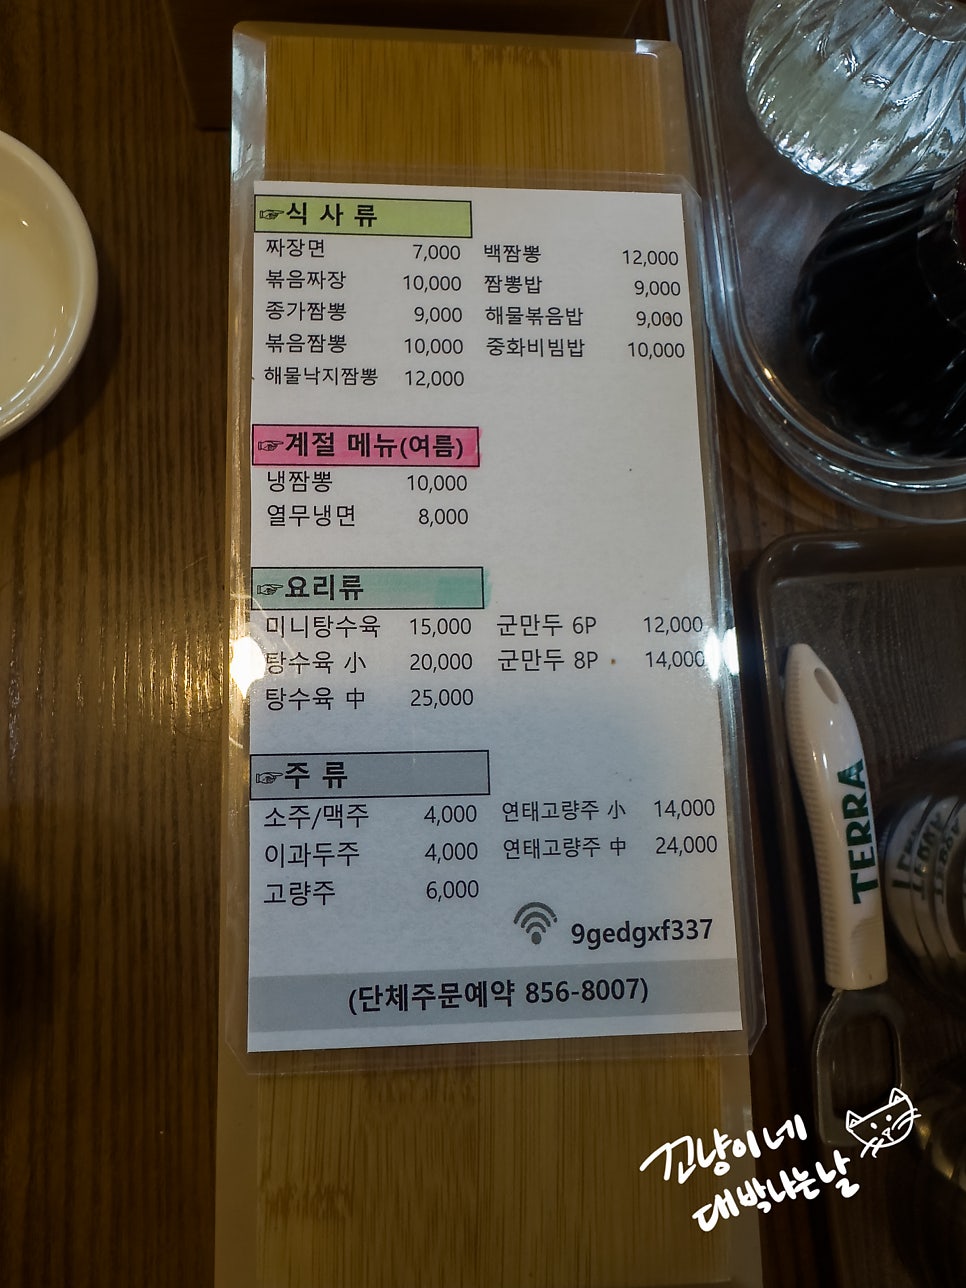 ☞식 사 류
짜장면 7,000 백짬뽕 12,000
볶음짜장 10,000 짬뽕밥 9,000
종가짬뽕 9,000 해물볶음밥 9,000
볶음짬뽕 10,000 중화비빔밥 10,000
해물낙지짬뽕 12,000
☞계절 메뉴(여름)
냉짬뽕 10,000
열무냉면 8,000
☞요리류
미니탕수육 15,000 군만두 6P 12,000
탕수육 小 20,000 군만두 8P 14,000
탕수육 中 25,000
☞주 류
소주/맥주 4,000 연태고량주 小 14,000
이과두주 4,000 연태고량주 中 24,000
고량주 6,000
9gedgxf337
(단체주문예약 856-8007)
TERRA
꼬냥이네
대박나는날